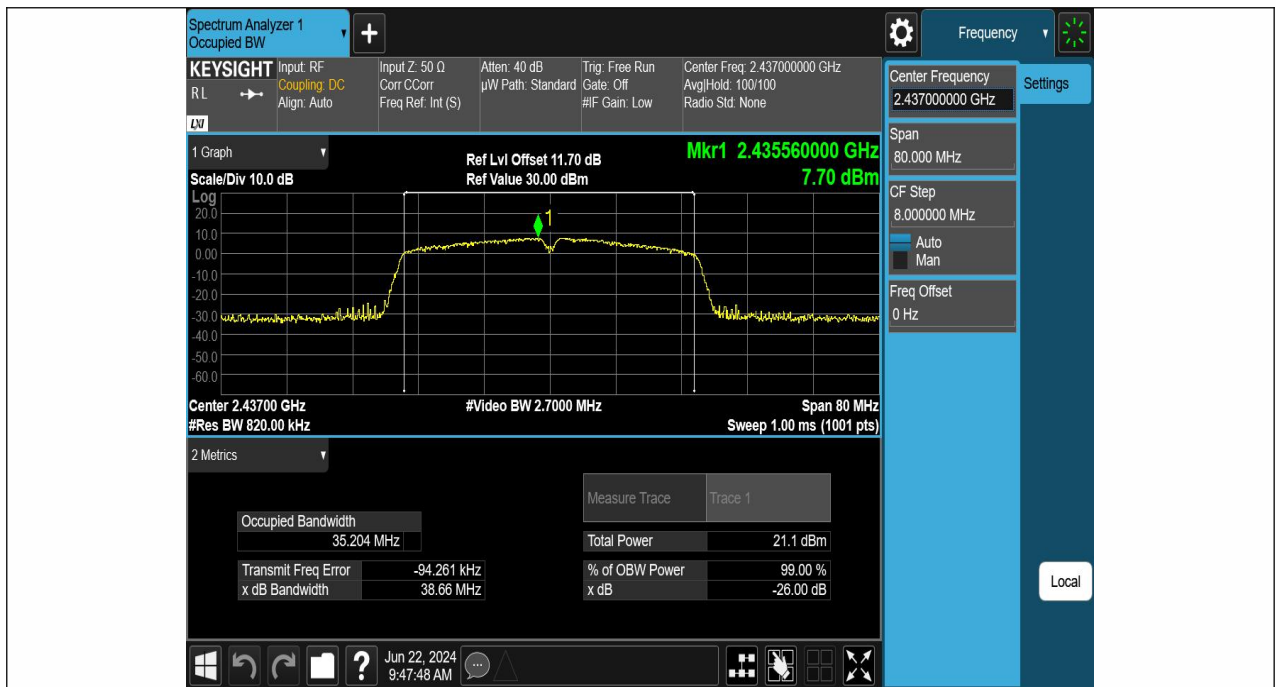 Spectrum Analyzer 1
Occupied BW
+
Frequency
KEYSIGHT
R L
LXI
Input: RF
Coupling: DC
Align: Auto
Input Z: 50 Ω
Corr CCorr
Freq Ref: Int (S)
Atten: 40 dB
µW Path: Standard
Trig: Free Run
Gate: Off
#IF Gain: Low
Center Freq: 2.437000000 GHz
Avg|Hold: 100/100
Radio Std: None
Center Frequency
2.437000000 GHz
Settings
Span
80.000 MHz
CF Step
8.000000 MHz
Auto
Man
Freq Offset
0 Hz
Local
1 Graph
Scale/Div 10.0 dB
Ref Lvl Offset 11.70 dB
Ref Value 30.00 dBm
Mkr1 2.435560000 GHz
7.70 dBm
Log
20.0
10.0
0.00
-10.0
-20.0
-30.0
-40.0
-50.0
-60.0
1
Center 2.43700 GHz
#Video BW 2.7000 MHz
Span 80 MHz
#Res BW 820.00 kHz
Sweep 1.00 ms (1001 pts)
2 Metrics
Measure Trace Trace 1
Occupied Bandwidth
35.204 MHz
Total Power 21.1 dBm
Transmit Freq Error -94.261 kHz
% of OBW Power 99.00 %
x dB Bandwidth 38.66 MHz
x dB -26.00 dB
?
Jun 22, 2024
9:47:48 AM